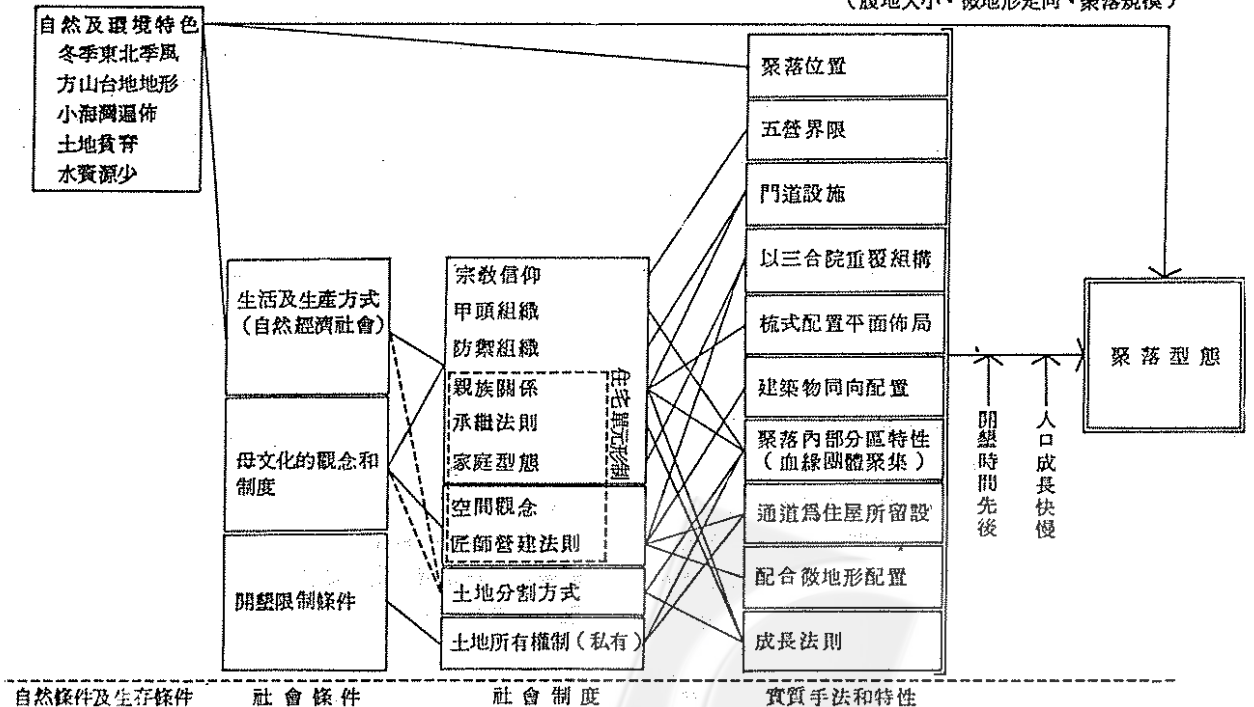 (腹地大小、微地形走向、聚落規模)
自然及環境特色
冬季東北季風
方山台地地形
小海灣遍佈
土地貧瘠
水資源少
生活及生產方式
(自然經濟社會)
母文化的觀念和
制度
開墾限制條件
宗教信仰
甲頭組織
防禦組織
親族關係
承繼法則
家庭型態
住宅單元形制
空間觀念
匠師營建法則
土地分割方式
土地所有權制(私有)
聚落位置
五營界限
門道設施
以三合院重覆組構
梳式配置平面佈局
建築物同向配置
聚落內部分區特性
(血緣團體聚集)
通道為住屋所留設
配合微地形配置
成長法則
開墾時間先後
人口成長快慢
聚落型態
自然條件及生存條件
社會條件
社會制度
實質手法和特性